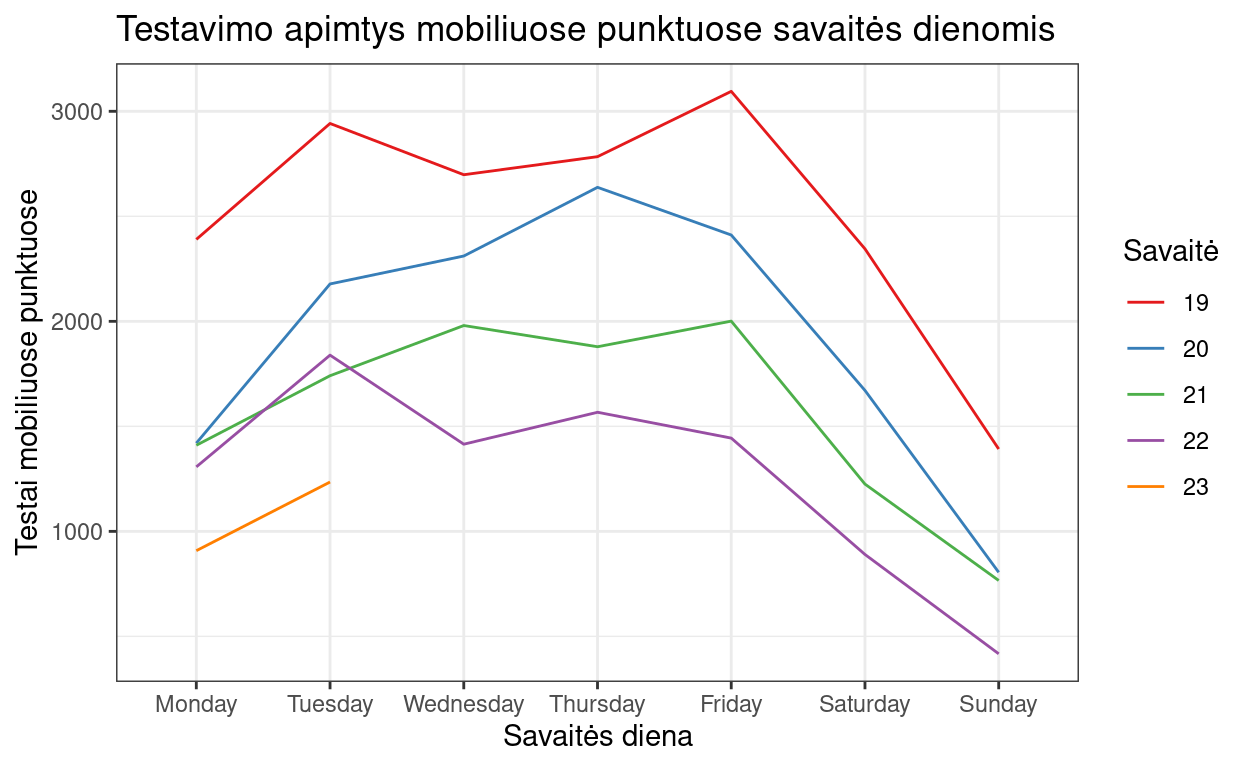 Testavimo apimtys mobiliuose punktuose savaitės dienomis
Testai mobiliuose punktuose
3000
2000
1000
Monday Tuesday Wednesday Thursday Friday Saturday Sunday
Savaitės diena
Savaitė
19
20
21
22
23